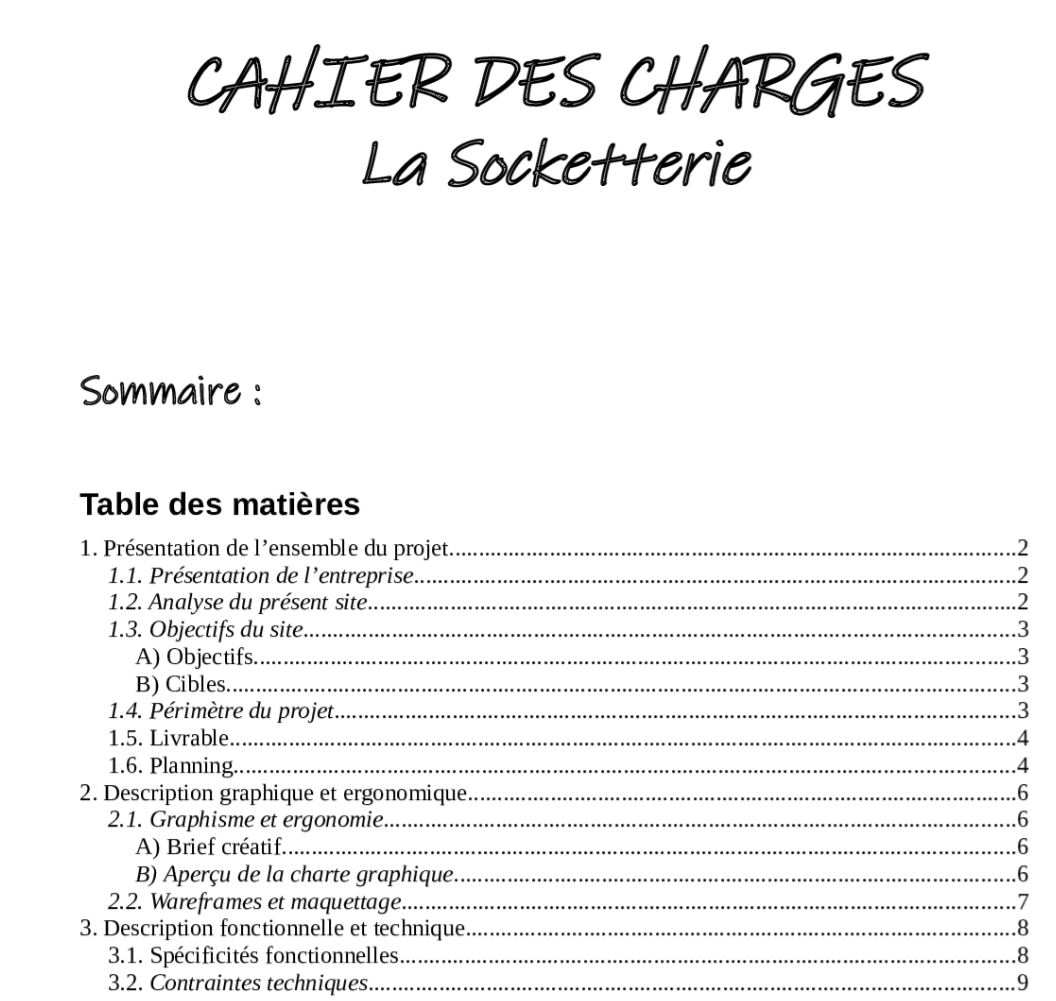 CAHIER DES CHARGES
La Socketterie
Sommaire :
Table des matières
1. Présentation de l’ensemble du projet....................2
1.1. Présentation de l’entreprise....................2
1.2. Analyse du présent site....................2
1.3. Objectifs du site....................3
A) Objectifs....................3
B) Cibles....................3
1.4. Périmètre du projet....................3
1.5. Livrable....................4
1.6. Planning....................4
2. Description graphique et ergonomique....................6
2.1. Graphisme et ergonomie....................6
A) Brief créatif....................6
B) Aperçu de la charte graphique....................6
2.2. Wareframes et maquettage....................7
3. Description fonctionnelle et technique....................8
3.1. Spécificités fonctionnelles....................8
3.2. Contraintes techniques....................9